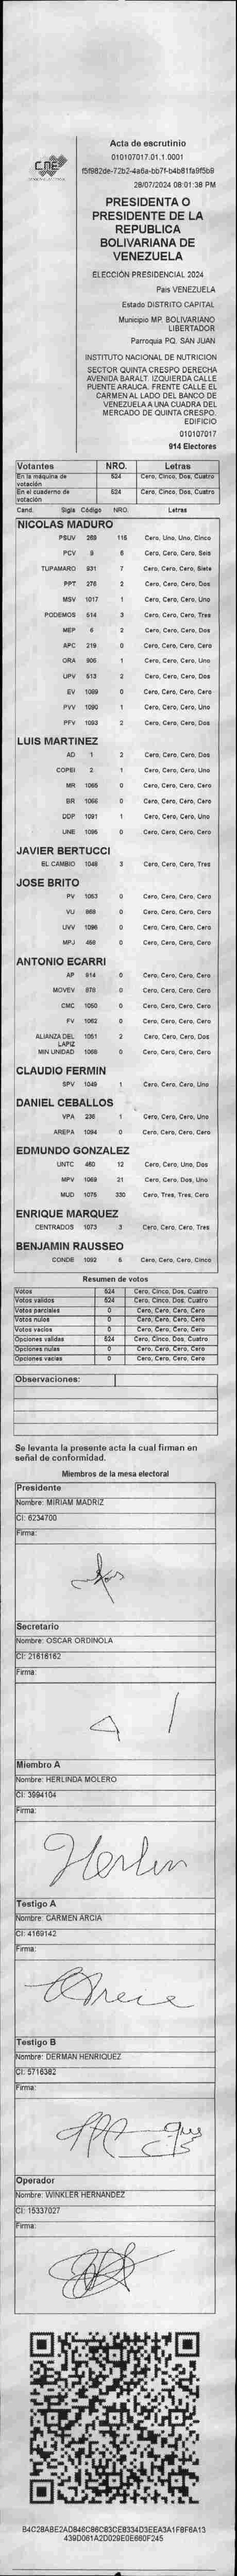 CNE
Acta de escrutinio
010107017.01.1.0001
f5f982de-72b2-4a6a-bb7f-b4b81fa9f5b9
28/07/2024 08:01:38 PM
PRESIDENTA O
PRESIDENTE DE LA
REPUBLICA
BOLIVARIANA DE
VENEZUELA
ELECCIÓN PRESIDENCIAL 2024
Pais VENEZUELA
Estado DISTRITO CAPITAL
Municipio MP. BOLIVARIANO
LIBERTADOR
Parroquia PQ. SAN JUAN
INSTITUTO NACIONAL DE NUTRICION
SECTOR QUINTA CRESPO DERECHA
AVENIDA BARALT. IZQUIERDA CALLE
PUENTE ARAUCA. FRENTE CALLE EL
CARMEN AL LADO DEL BANCO DE
VENEZUELA A UNA CUADRA DEL
MERCADO DE QUINTA CRESPO.
EDIFICIO
010107017
914 Electores
Votantes NRO. Letras
En la máquina de votación 524 Cero, Cinco, Dos, Cuatro
En el cuaderno de votación 524 Cero, Cinco, Dos, Cuatro
Cand. Sigla Código NRO. Letras
NICOLAS MADURO
PSUV 269 115 Cero, Uno, Uno, Cinco
PCV 9 6 Cero, Cero, Cero, Seis
TUPAMARO 931 7 Cero, Cero, Cero, Siete
PPT 276 2 Cero, Cero, Cero, Dos
MSV 1017 1 Cero, Cero, Cero, Uno
PODEMOS 514 3 Cero, Cero, Cero, Tres
MEP 6 2 Cero, Cero, Cero, Dos
APC 219 0 Cero, Cero, Cero, Cero
ORA 906 1 Cero, Cero, Cero, Uno
UPV 513 2 Cero, Cero, Cero, Dos
EV 1089 0 Cero, Cero, Cero, Cero
PVV 1090 1 Cero, Cero, Cero, Uno
PFV 1093 2 Cero, Cero, Cero, Dos
LUIS MARTINEZ
AD 1 2 Cero, Cero, Cero, Dos
COPEI 2 1 Cero, Cero, Cero, Uno
MR 1065 0 Cero, Cero, Cero, Cero
BR 1066 0 Cero, Cero, Cero, Cero
DDP 1091 1 Cero, Cero, Cero, Uno
UNE 1095 0 Cero, Cero, Cero, Cero
JAVIER BERTUCCI
EL CAMBIO 1046 3 Cero, Cero, Cero, Tres
JOSE BRITO
PV 1063 0 Cero, Cero, Cero, Cero
VU 868 0 Cero, Cero, Cero, Cero
UVV 1096 0 Cero, Cero, Cero, Cero
MPJ 458 0 Cero, Cero, Cero, Cero
ANTONIO ECARRI
AP 914 0 Cero, Cero, Cero, Cero
MOVEV 876 0 Cero, Cero, Cero, Cero
CMC 1050 0 Cero, Cero, Cero, Cero
FV 1062 0 Cero, Cero, Cero, Cero
ALIANZA DEL LAPIZ 1051 2 Cero, Cero, Cero, Dos
MIN UNIDAD 1068 0 Cero, Cero, Cero, Cero
CLAUDIO FERMIN
SPV 1049 1 Cero, Cero, Cero, Uno
DANIEL CEBALLOS
VPA 236 1 Cero, Cero, Cero, Uno
AREPA 1094 0 Cero, Cero, Cero, Cero
EDMUNDO GONZALEZ
UNTC 460 12 Cero, Cero, Uno, Dos
MPV 1069 21 Cero, Cero, Dos, Uno
MUD 1075 330 Cero, Tres, Tres, Cero
ENRIQUE MARQUEZ
CENTRADOS 1073 3 Cero, Cero, Cero, Tres
BENJAMIN RAUSSEO
CONDE 1092 5 Cero, Cero, Cero, Cinco
Resumen de votos
Votos 524 Cero, Cinco, Dos, Cuatro
Votos validos 524 Cero, Cinco, Dos, Cuatro
Votos parciales 0 Cero, Cero, Cero, Cero
Votos nulos 0 Cero, Cero, Cero, Cero
Votos vacios 0 Cero, Cero, Cero, Cero
Opciones validas 524 Cero, Cinco, Dos, Cuatro
Opciones nulas 0 Cero, Cero, Cero, Cero
Opciones vacias 0 Cero, Cero, Cero, Cero
Observaciones:
Se levanta la presente acta la cual firman en
señal de conformidad.
Miembros de la mesa electoral
Presidente
Nombre: MIRIAM MADRIZ
CI: 6234700
Firma:
Secretario
Nombre: OSCAR ORDINOLA
CI: 21616162
Firma:
Miembro A
Nombre: HERLINDA MOLERO
CI: 3994104
Firma:
Herlin
Testigo A
Nombre: CARMEN ARCIA
CI: 4169142
Firma:
Testigo B
Nombre: DERMAN HENRIQUEZ
CI: 5716382
Firma:
Operador
Nombre: WINKLER HERNANDEZ
CI: 15337027
Firma:
B4C28ABE2AD846C86C83CE8334D3EEA3A1F8F6A13
439D061A2D029E0E660F245